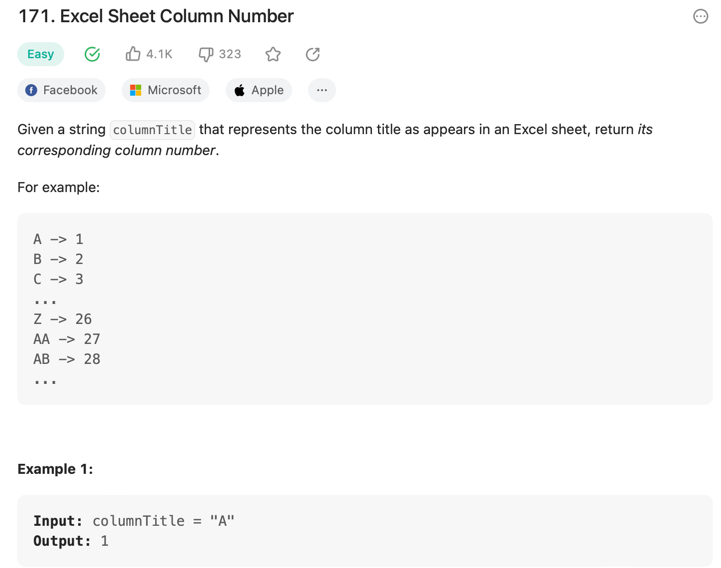 171. Excel Sheet Column Number
Easy 4.1K 323
Facebook Microsoft Apple ...
Given a string columnTitle that represents the column title as appears in an Excel sheet, return its
corresponding column number.
For example:
A -> 1
B -> 2
C -> 3
...
Z -> 26
AA -> 27
AB -> 28
...
Example 1:
Input: columnTitle = "A"
Output: 1